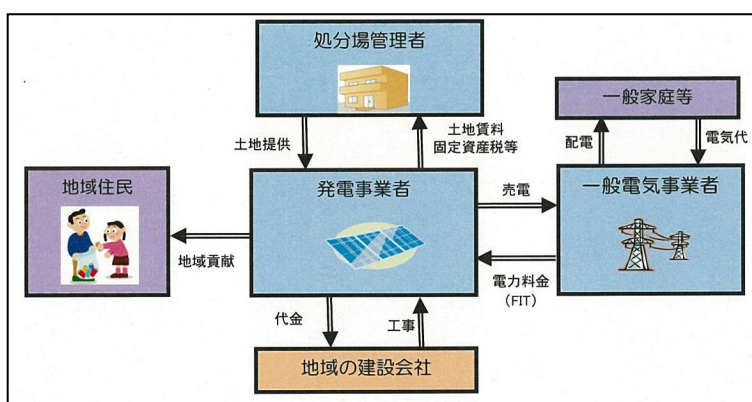 処分場管理者
一般家庭等
土地提供
土地賃料
固定資産税等
配電
電気代
地域住民
発電事業者
売電
一般電気事業者
地域貢献
電力料金
(FIT)
代金
工事
地域の建設会社